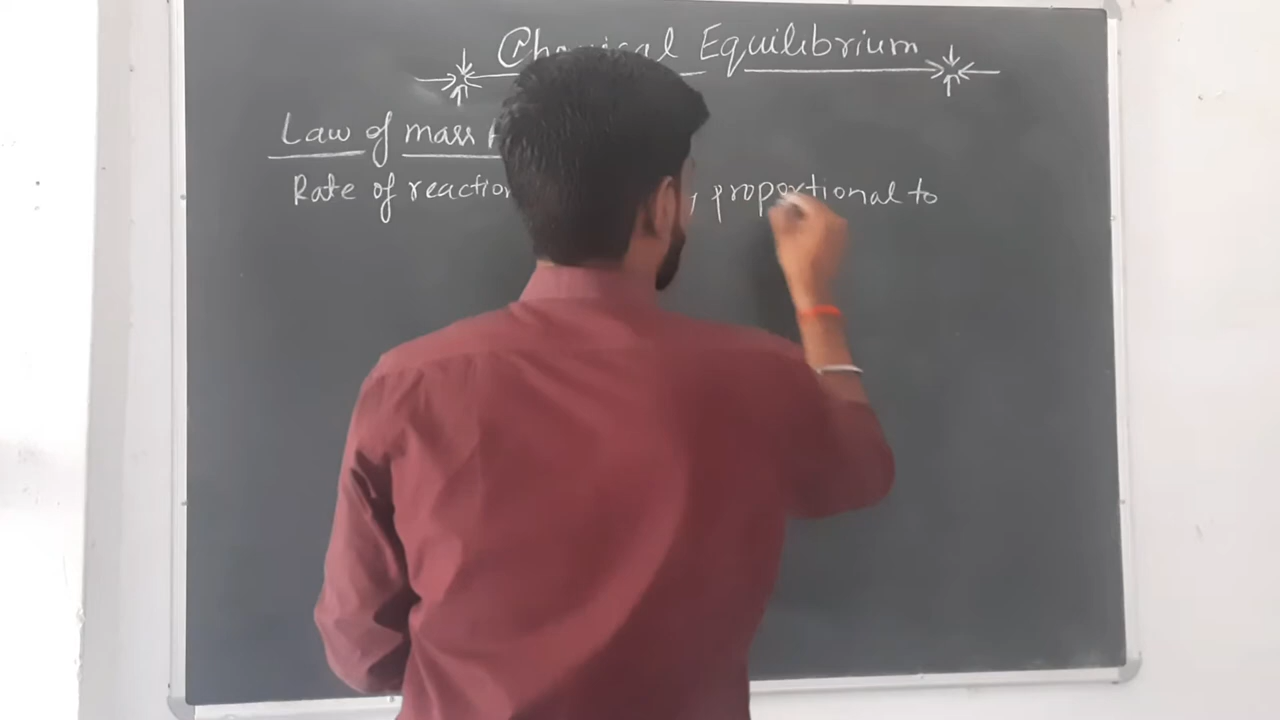 Chemical Equilibrium
Law of mass
Rate of reaction proportional to